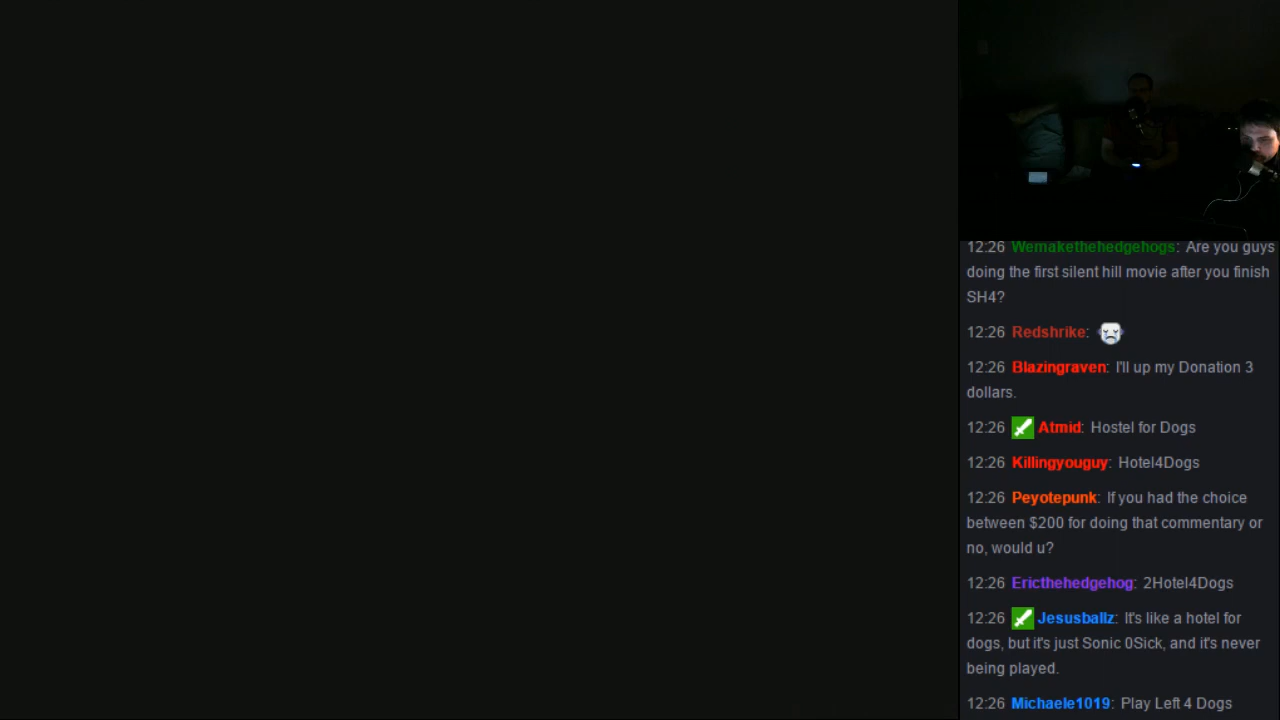 12:26 Wemakethehedgehogs: Are you guys
doing the first silent hill movie after you finish
SH4?
12:26 Redshrike:
12:26 Blazingraven: I'll up my Donation 3
dollars.
12:26 Atmid: Hostel for Dogs
12:26 Killingyouguy: Hotel4Dogs
12:26 Peyotepunk: If you had the choice
between $200 for doing that commentary or
no, would u?
12:26 Ericthehedgehog: 2Hotel4Dogs
12:26 Jesusballz: It's like a hotel for
dogs, but it's just Sonic 0Sick, and it's never
being played.
12:26 Michaele1019: Play Left 4 Dogs